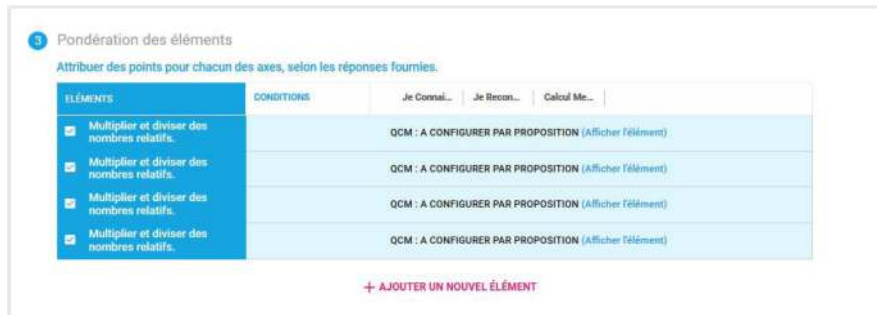 3 Pondération des éléments
Attribuer des points pour chacun des axes, selon les réponses fournies.
ELÉMENTS CONDITIONS Je Connai... Je Recon... Calcul Me...
Multiplier et diviser des
nombres relatifs.
QCM : A CONFIGURER PAR PROPOSITION (Afficher l'élément)
Multiplier et diviser des
nombres relatifs.
QCM : A CONFIGURER PAR PROPOSITION (Afficher l'élément)
Multiplier et diviser des
nombres relatifs.
QCM : A CONFIGURER PAR PROPOSITION (Afficher l'élément)
Multiplier et diviser des
nombres relatifs.
QCM : A CONFIGURER PAR PROPOSITION (Afficher l'élément)
+ AJOUTER UN NOUVEL ÉLÉMENT